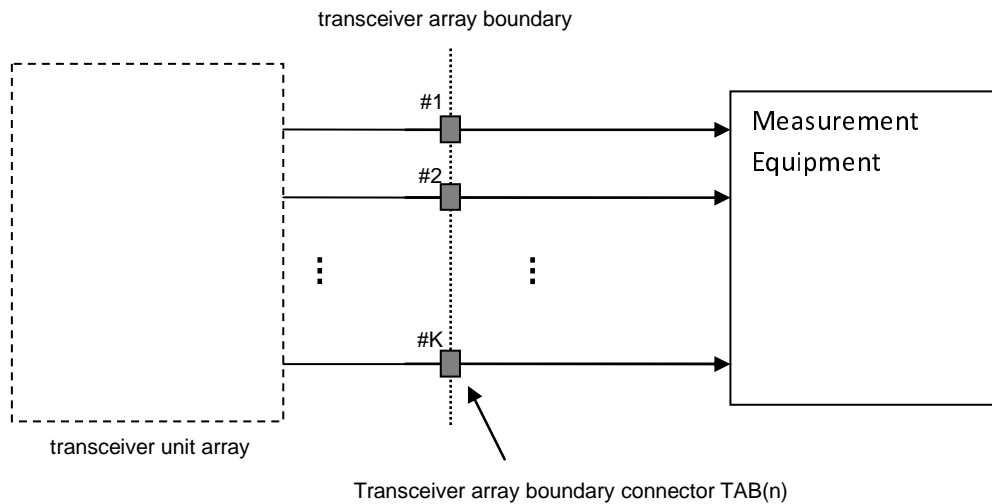 transceiver array boundary
#1
Measurement
Equipment
#2
#K
transceiver unit array
Transceiver array boundary connector TAB(n)